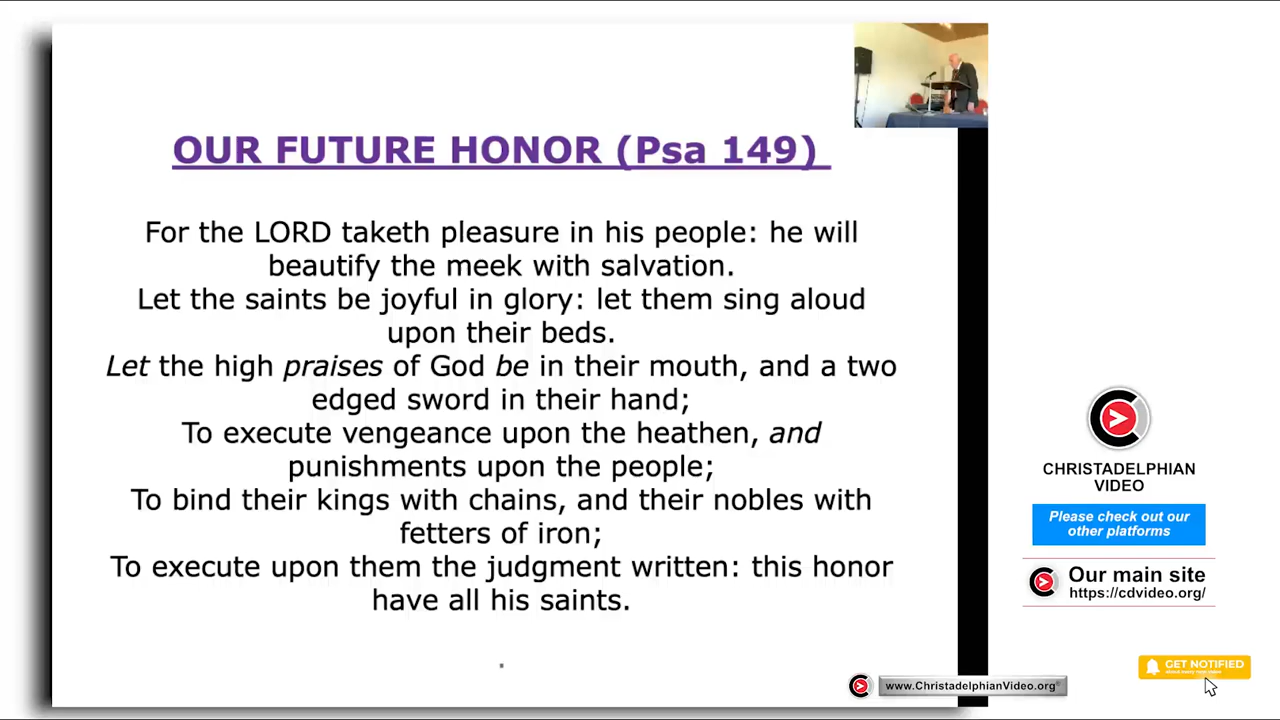 OUR FUTURE HONOR (Psa 149)
For the LORD taketh pleasure in his people: he will
beautify the meek with salvation.
Let the saints be joyful in glory: let them sing aloud
upon their beds.
Let the high praises of God be in their mouth, and a two
edged sword in their hand;
To execute vengeance upon the heathen, and
punishments upon the people;
To bind their kings with chains, and their nobles with
fetters of iron;
To execute upon them the judgment written: this honor
have all his saints.
.
CHRISTADELPHIAN
VIDEO
Please check out our
other platforms
Our main site
https://cdvideo.org/
GET NOTIFIED
about every new video
www.ChristadelphianVideo.org